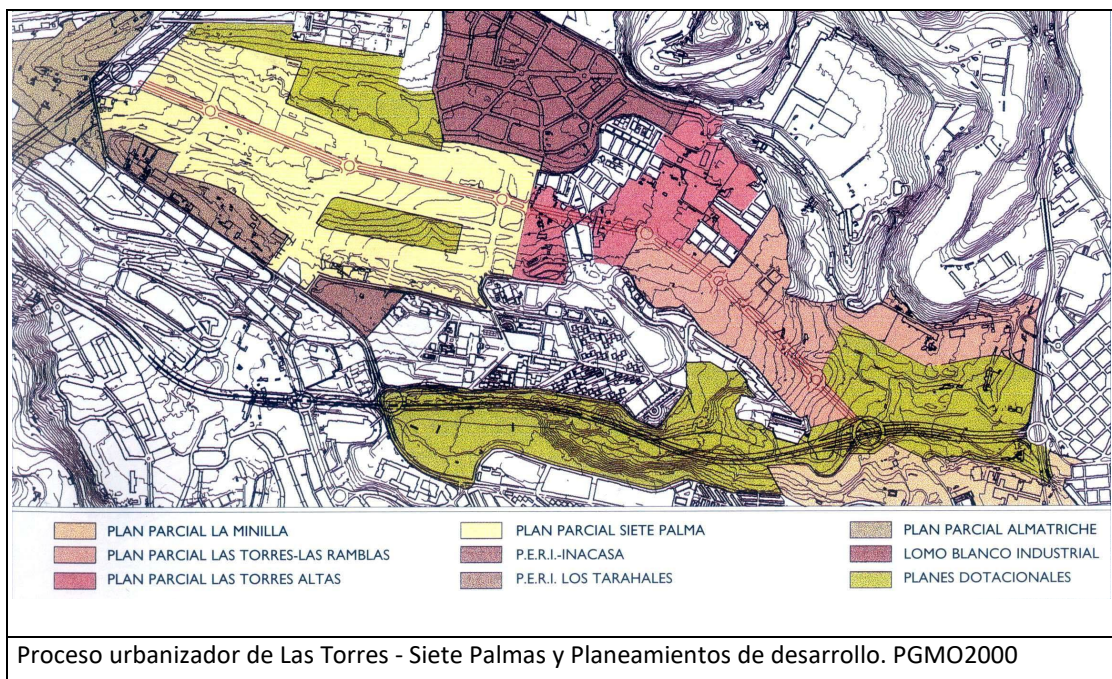 PLAN PARCIAL LA MINILLA
PLAN PARCIAL LAS TORRES-LAS RAMBLAS
PLAN PARCIAL LAS TORRES ALTAS
PLAN PARCIAL SIETE PALMA
P.E.R.I.-INACASA
P.E.R.I. LOS TARAHALES
PLAN PARCIAL ALMATRICHE
LOMO BLANCO INDUSTRIAL
PLANES DOTACIONALES
Proceso urbanizador de Las Torres - Siete Palmas y Planeamientos de desarrollo. PGMO2000